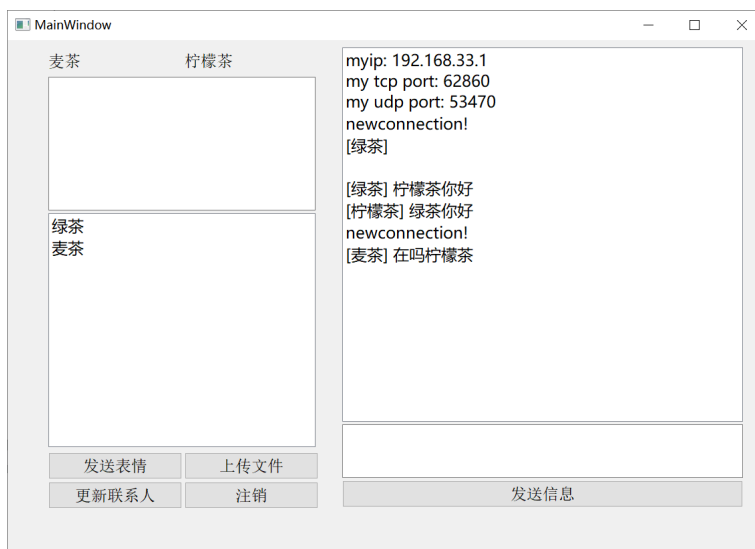 MainWindow
麦茶 柠檬茶
绿茶
麦茶
发送表情 上传文件
更新联系人 注销
myip: 192.168.33.1
my tcp port: 62860
my udp port: 53470
newconnection!
[绿茶]
[绿茶] 柠檬茶你好
[柠檬茶] 绿茶你好
newconnection!
[麦茶] 在吗柠檬茶
发送信息